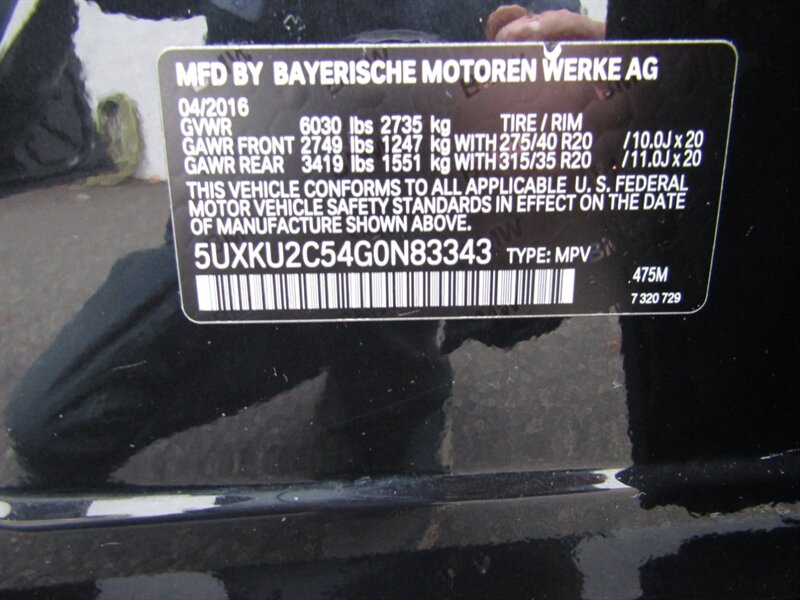 MFD BY BAYERISCHE MOTOREN WERKE AG
04/2016
GVWR 6030 lbs 2735 kg TIRE / RIM
GAWR FRONT 2749 lbs 1247 kg WITH 275/40 R20 /10.0J x 20
GAWR REAR 3419 lbs 1551 kg WITH 315/35 R20 /11.0J x 20
THIS VEHICLE CONFORMS TO ALL APPLICABLE U. S. FEDERAL
MOTOR VEHICLE SAFETY STANDARDS IN EFFECT ON THE DATE
OF MANUFACTURE SHOWN ABOVE.
5UXKU2C54G0N83343 TYPE: MPV
475M
7 320 729